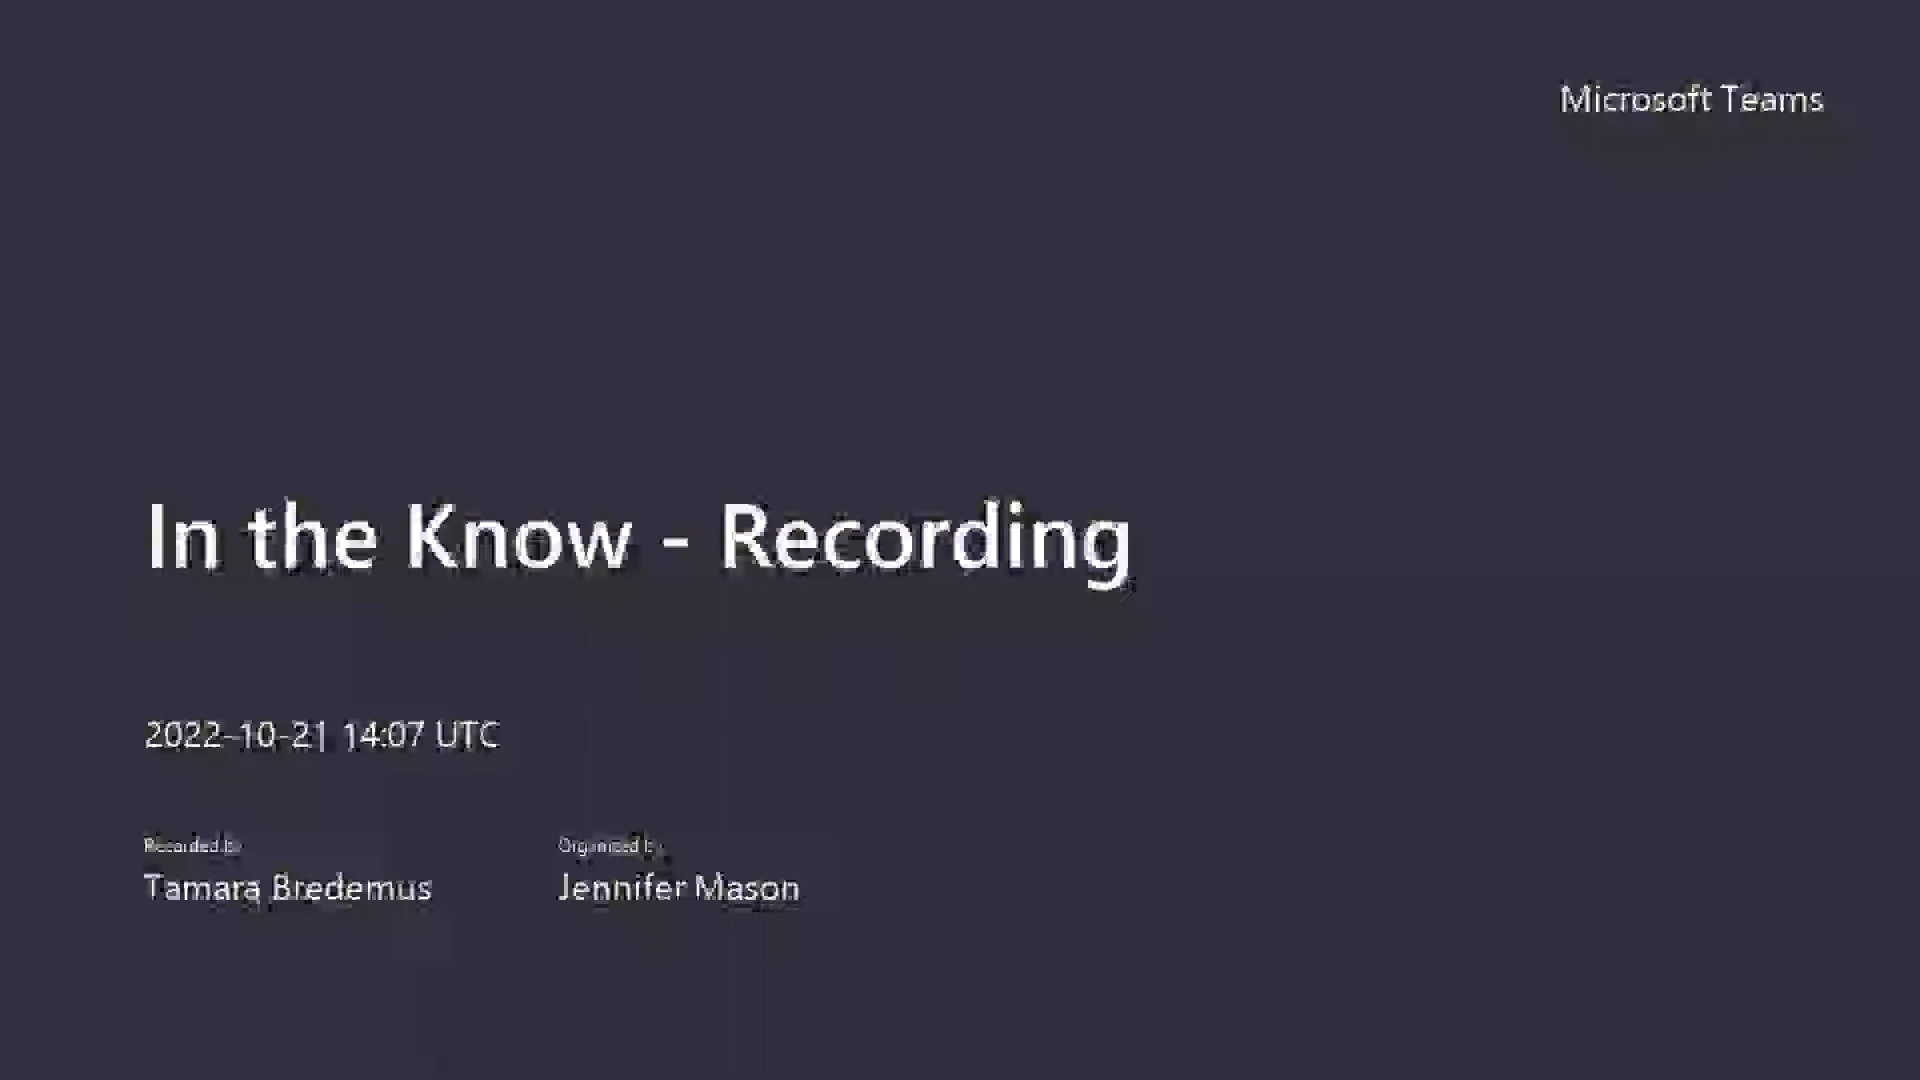 Microsoft Teams
In the Know - Recording
2022-10-21 14:07 UTC
Recorded by
Organized by
Tamara Bredemus
Jennifer Mason